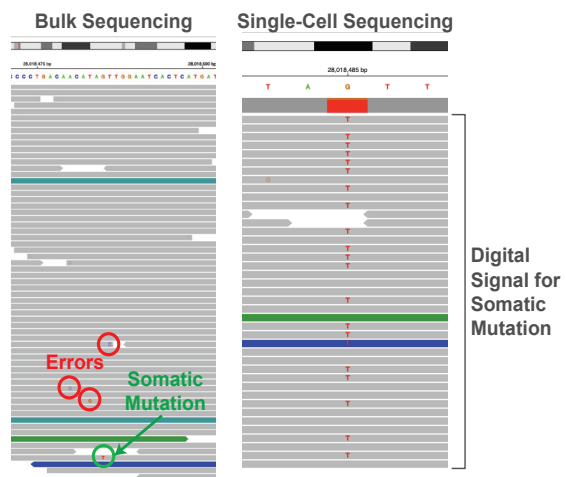 Bulk Sequencing
28,018,475 bp 28,018,490 bp
CCCCTGACAACATAGTTGGAATCACTCATGAT
Errors
G
Somatic
Mutation
T
Single-Cell Sequencing
28,018,485 bp
T A G T T
T
T
T
T
T
T
G
T
T
T
T
T
T
T
T
T
T
T
T
T
T
Digital
Signal for
Somatic
Mutation